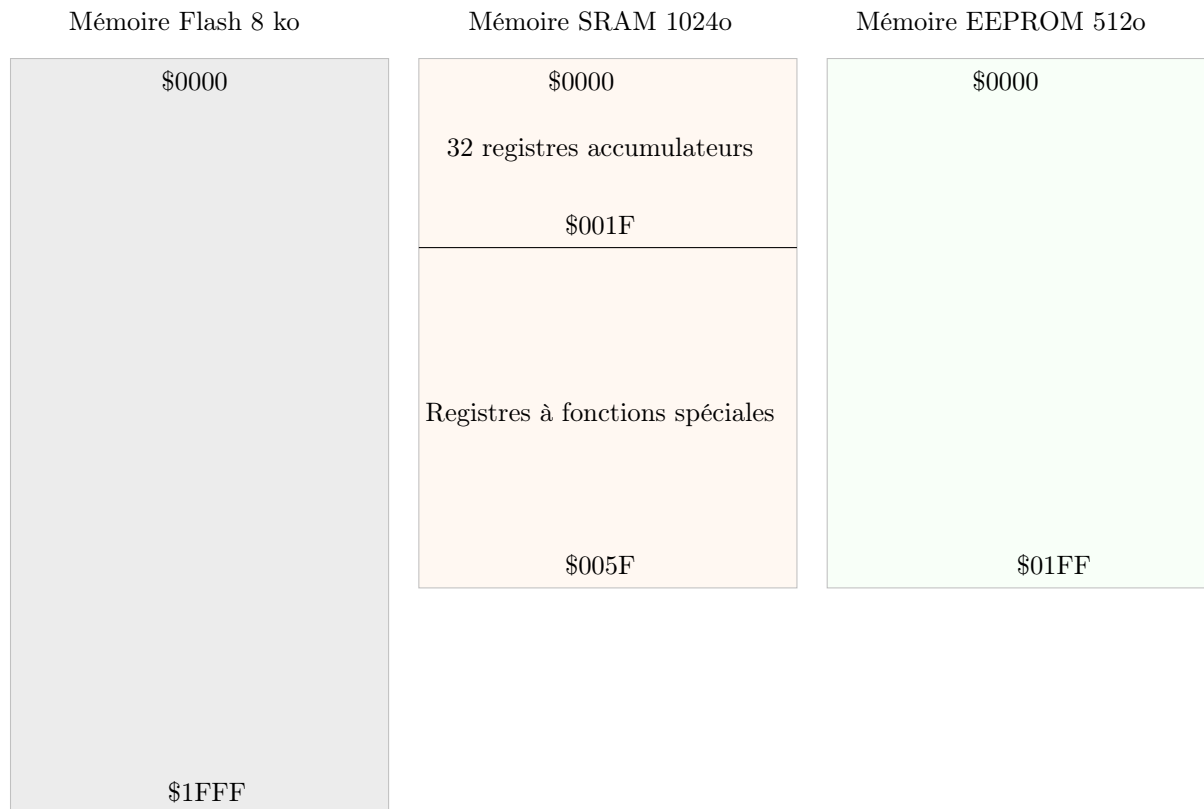 Mémoire Flash 8 ko
$0000
$1FFF
Mémoire SRAM 1024o
$0000
32 registres accumulateurs
$001F
Registres à fonctions spéciales
$005F
Mémoire EEPROM 512o
$0000
$01FF